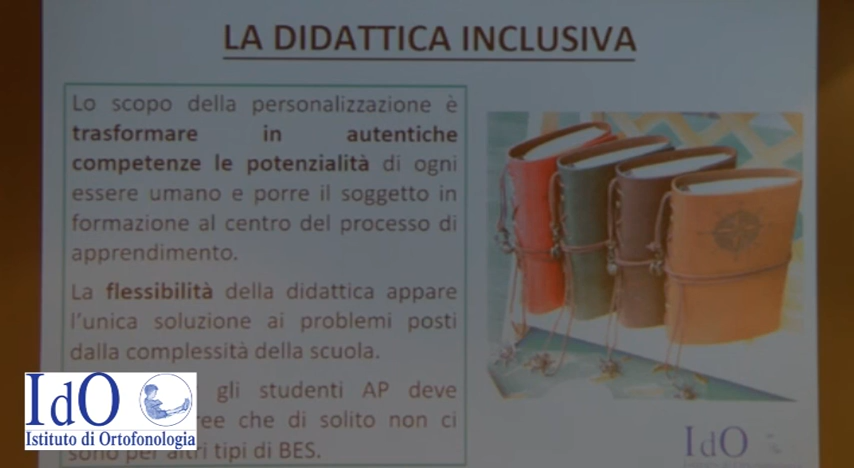 LA DIDATTICA INCLUSIVA
Lo scopo della personalizzazione è
trasformare in autentiche
competenze le potenzialità di ogni
essere umano e porre il soggetto in
formazione al centro del processo di
apprendimento.
La flessibilità della didattica appare
l'unica soluzione ai problemi posti
dalla complessità della scuola.
gli studenti AP deve
che di solito non ci
sono per altri tipi di BES.
IdO
Istituto di Ortofonologia
IdO